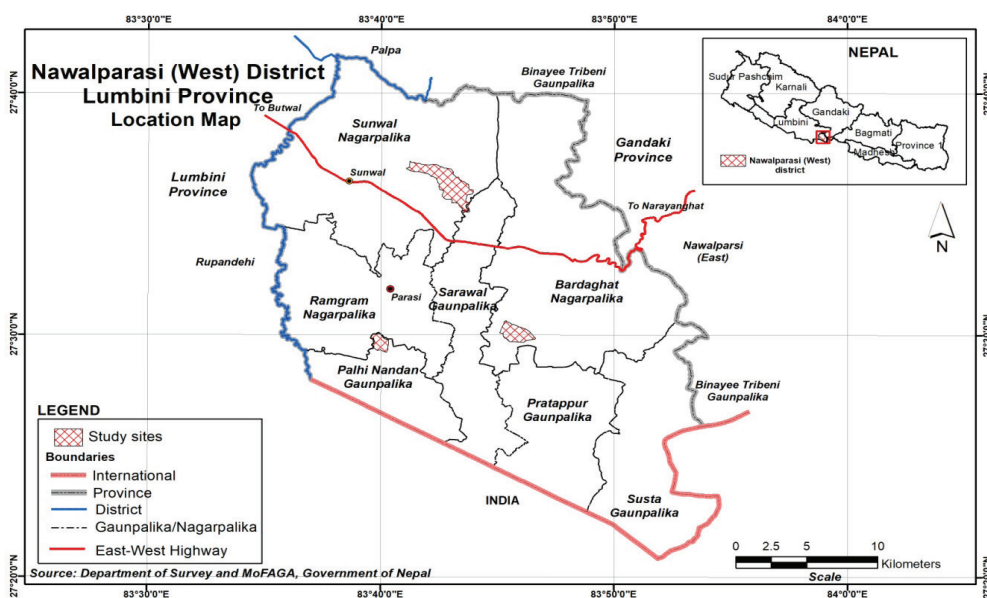 83°30'0"E
83°40'0"E
83°50'0"E
84°0'0"E
Nawalparasi (West) District
Lumbini Province
Location Map
Palpa
Binayee Tribeni
Gaunpalika
To Butwal
Sunwal
Nagarpalika
Gandaki
Province
Lumbini
Province
Sunwal
To Narayanghat
Nawalparsi
(East)
Rupandehi
Ramgram
Nagarpalika
Parasi
Sarawal
Gaunpalika
Bardaghat
Nagarpalika
Palhi Nandan
Gaunpalika
Pratappur
Gaunpalika
Binayee Tribeni
Gaunpalika
Susta
Gaunpalika
INDIA
NEPAL
Sudur Pashchim
Karnali
Gandaki
Lumbini
Bagmati
Province 1
Madhesh
Nawalparasi (West)
district
N
27°40'0"N
27°30'0"N
27°20'0"N
LEGEND
Study sites
Boundaries
International
Province
District
Gaunpalika/Nagarpalika
East-West Highway
0 2.5 5 10
Kilometers
Scale
Source: Department of Survey and MoFAGA, Government of Nepal
83°30'0"E
83°40'0"E
83°50'0"E
84°0'0"E